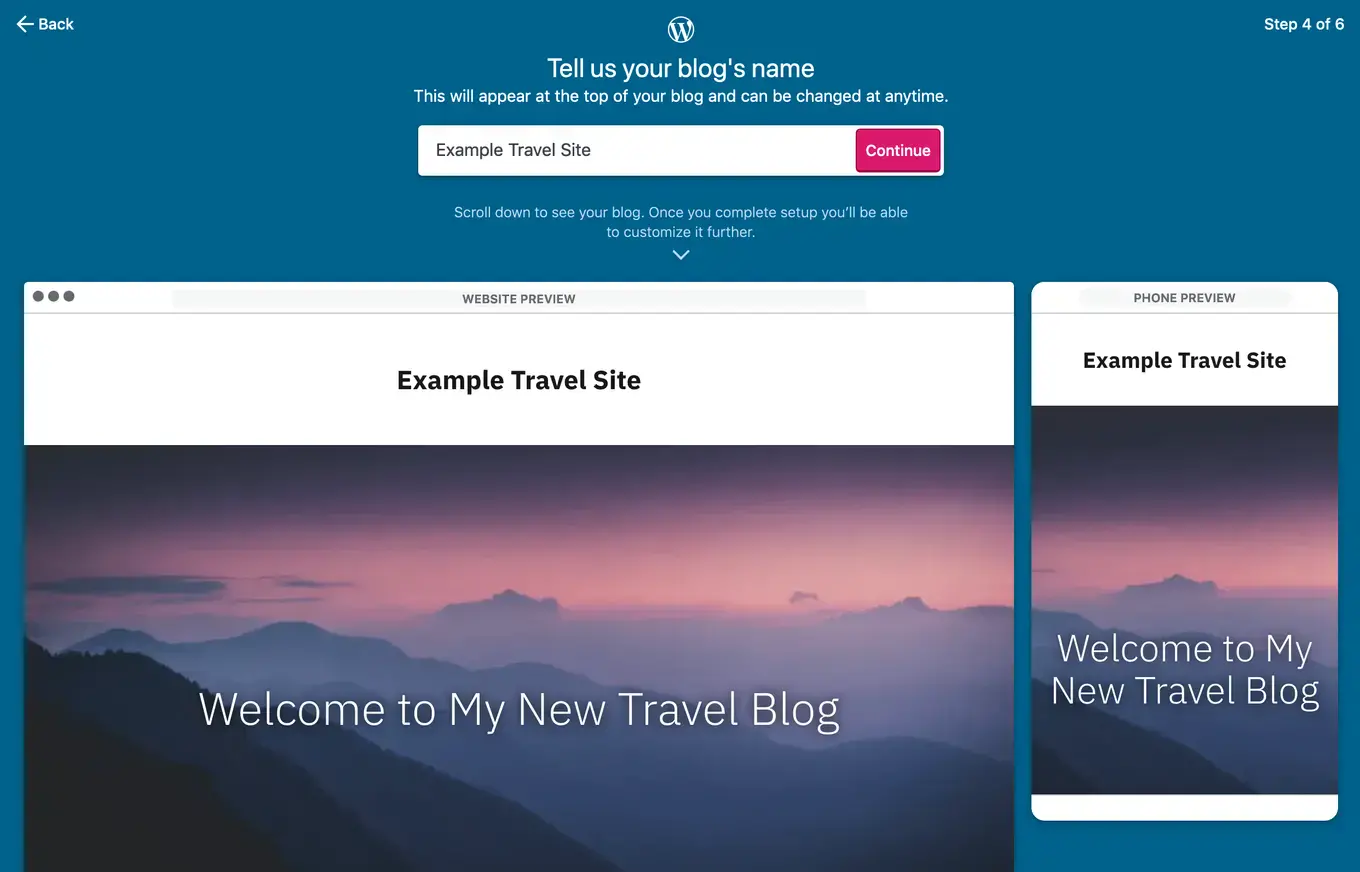 Back
Step 4 of 6
Tell us your blog's name
This will appear at the top of your blog and can be changed at anytime.
Example Travel Site
Continue
Scroll down to see your blog. Once you complete setup you’ll be able
to customize it further.
WEBSITE PREVIEW
Example Travel Site
Welcome to My New Travel Blog
PHONE PREVIEW
Example Travel Site
Welcome to My
New Travel Blog